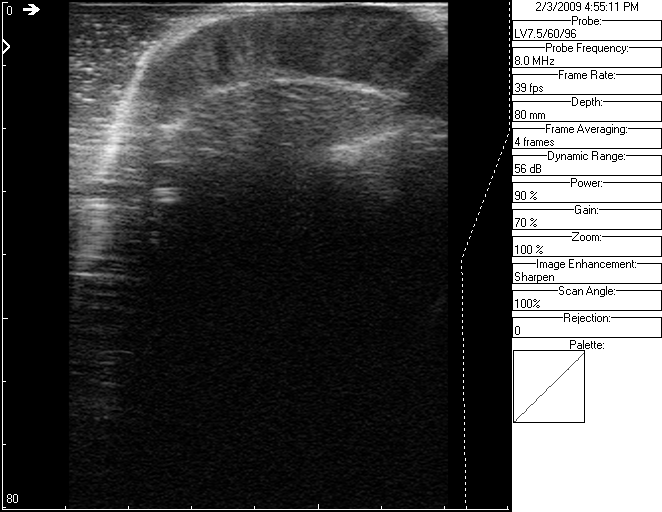 0
80
2/3/2009 4:55:11 PM
Probe:
LV7.5/60/96
Probe Frequency:
8.0 MHz
Frame Rate:
39 fps
Depth:
80 mm
Frame Averaging:
4 frames
Dynamic Range:
56 dB
Power:
90 %
Gain:
70 %
Zoom:
100 %
Image Enhancement:
Sharpen
Scan Angle:
100%
Rejection:
0
Palette: